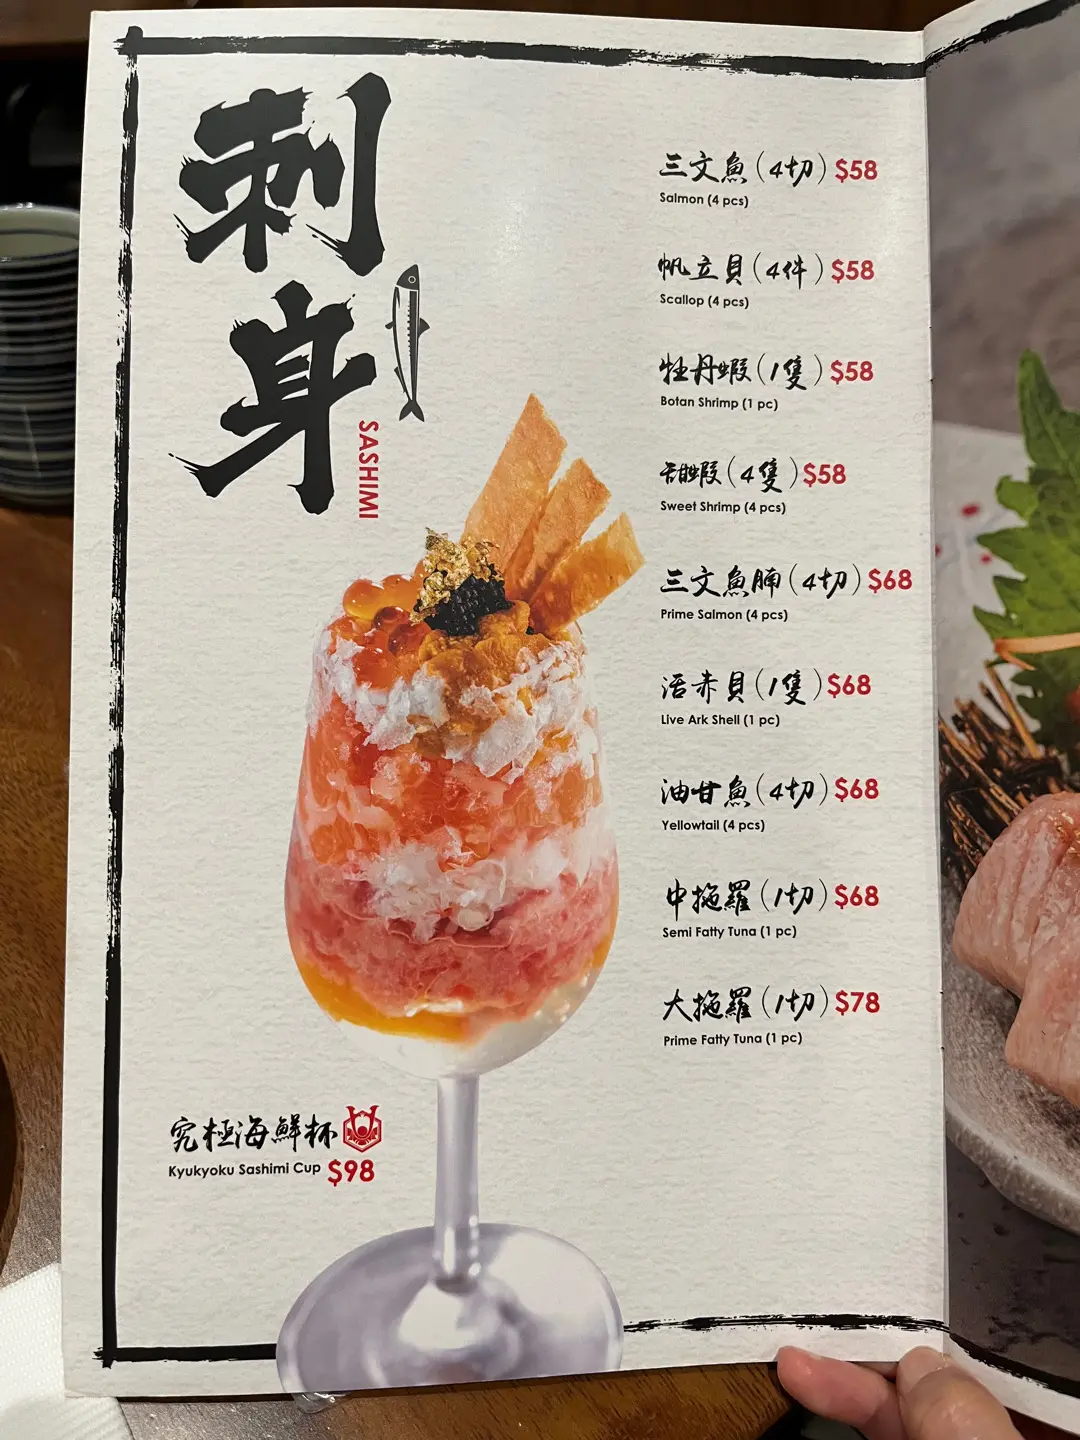 刺身
SASHIMI
三文魚(4切) $58
Salmon (4 pcs)
帆立貝(4件) $58
Scallop (4 pcs)
牡丹蝦(1隻) $58
Botan Shrimp (1 pc)
甜蝦(4隻) $58
Sweet Shrimp (4 pcs)
三文魚腩(4切) $68
Prime Salmon (4 pcs)
活赤貝(1隻) $68
Live Ark Shell (1 pc)
油甘魚(4切) $68
Yellowtail (4 pcs)
中拖羅(1切) $68
Semi Fatty Tuna (1 pc)
大拖羅(1切) $78
Prime Fatty Tuna (1 pc)
究極海鮮杯
Kyukyoku Sashimi Cup $98